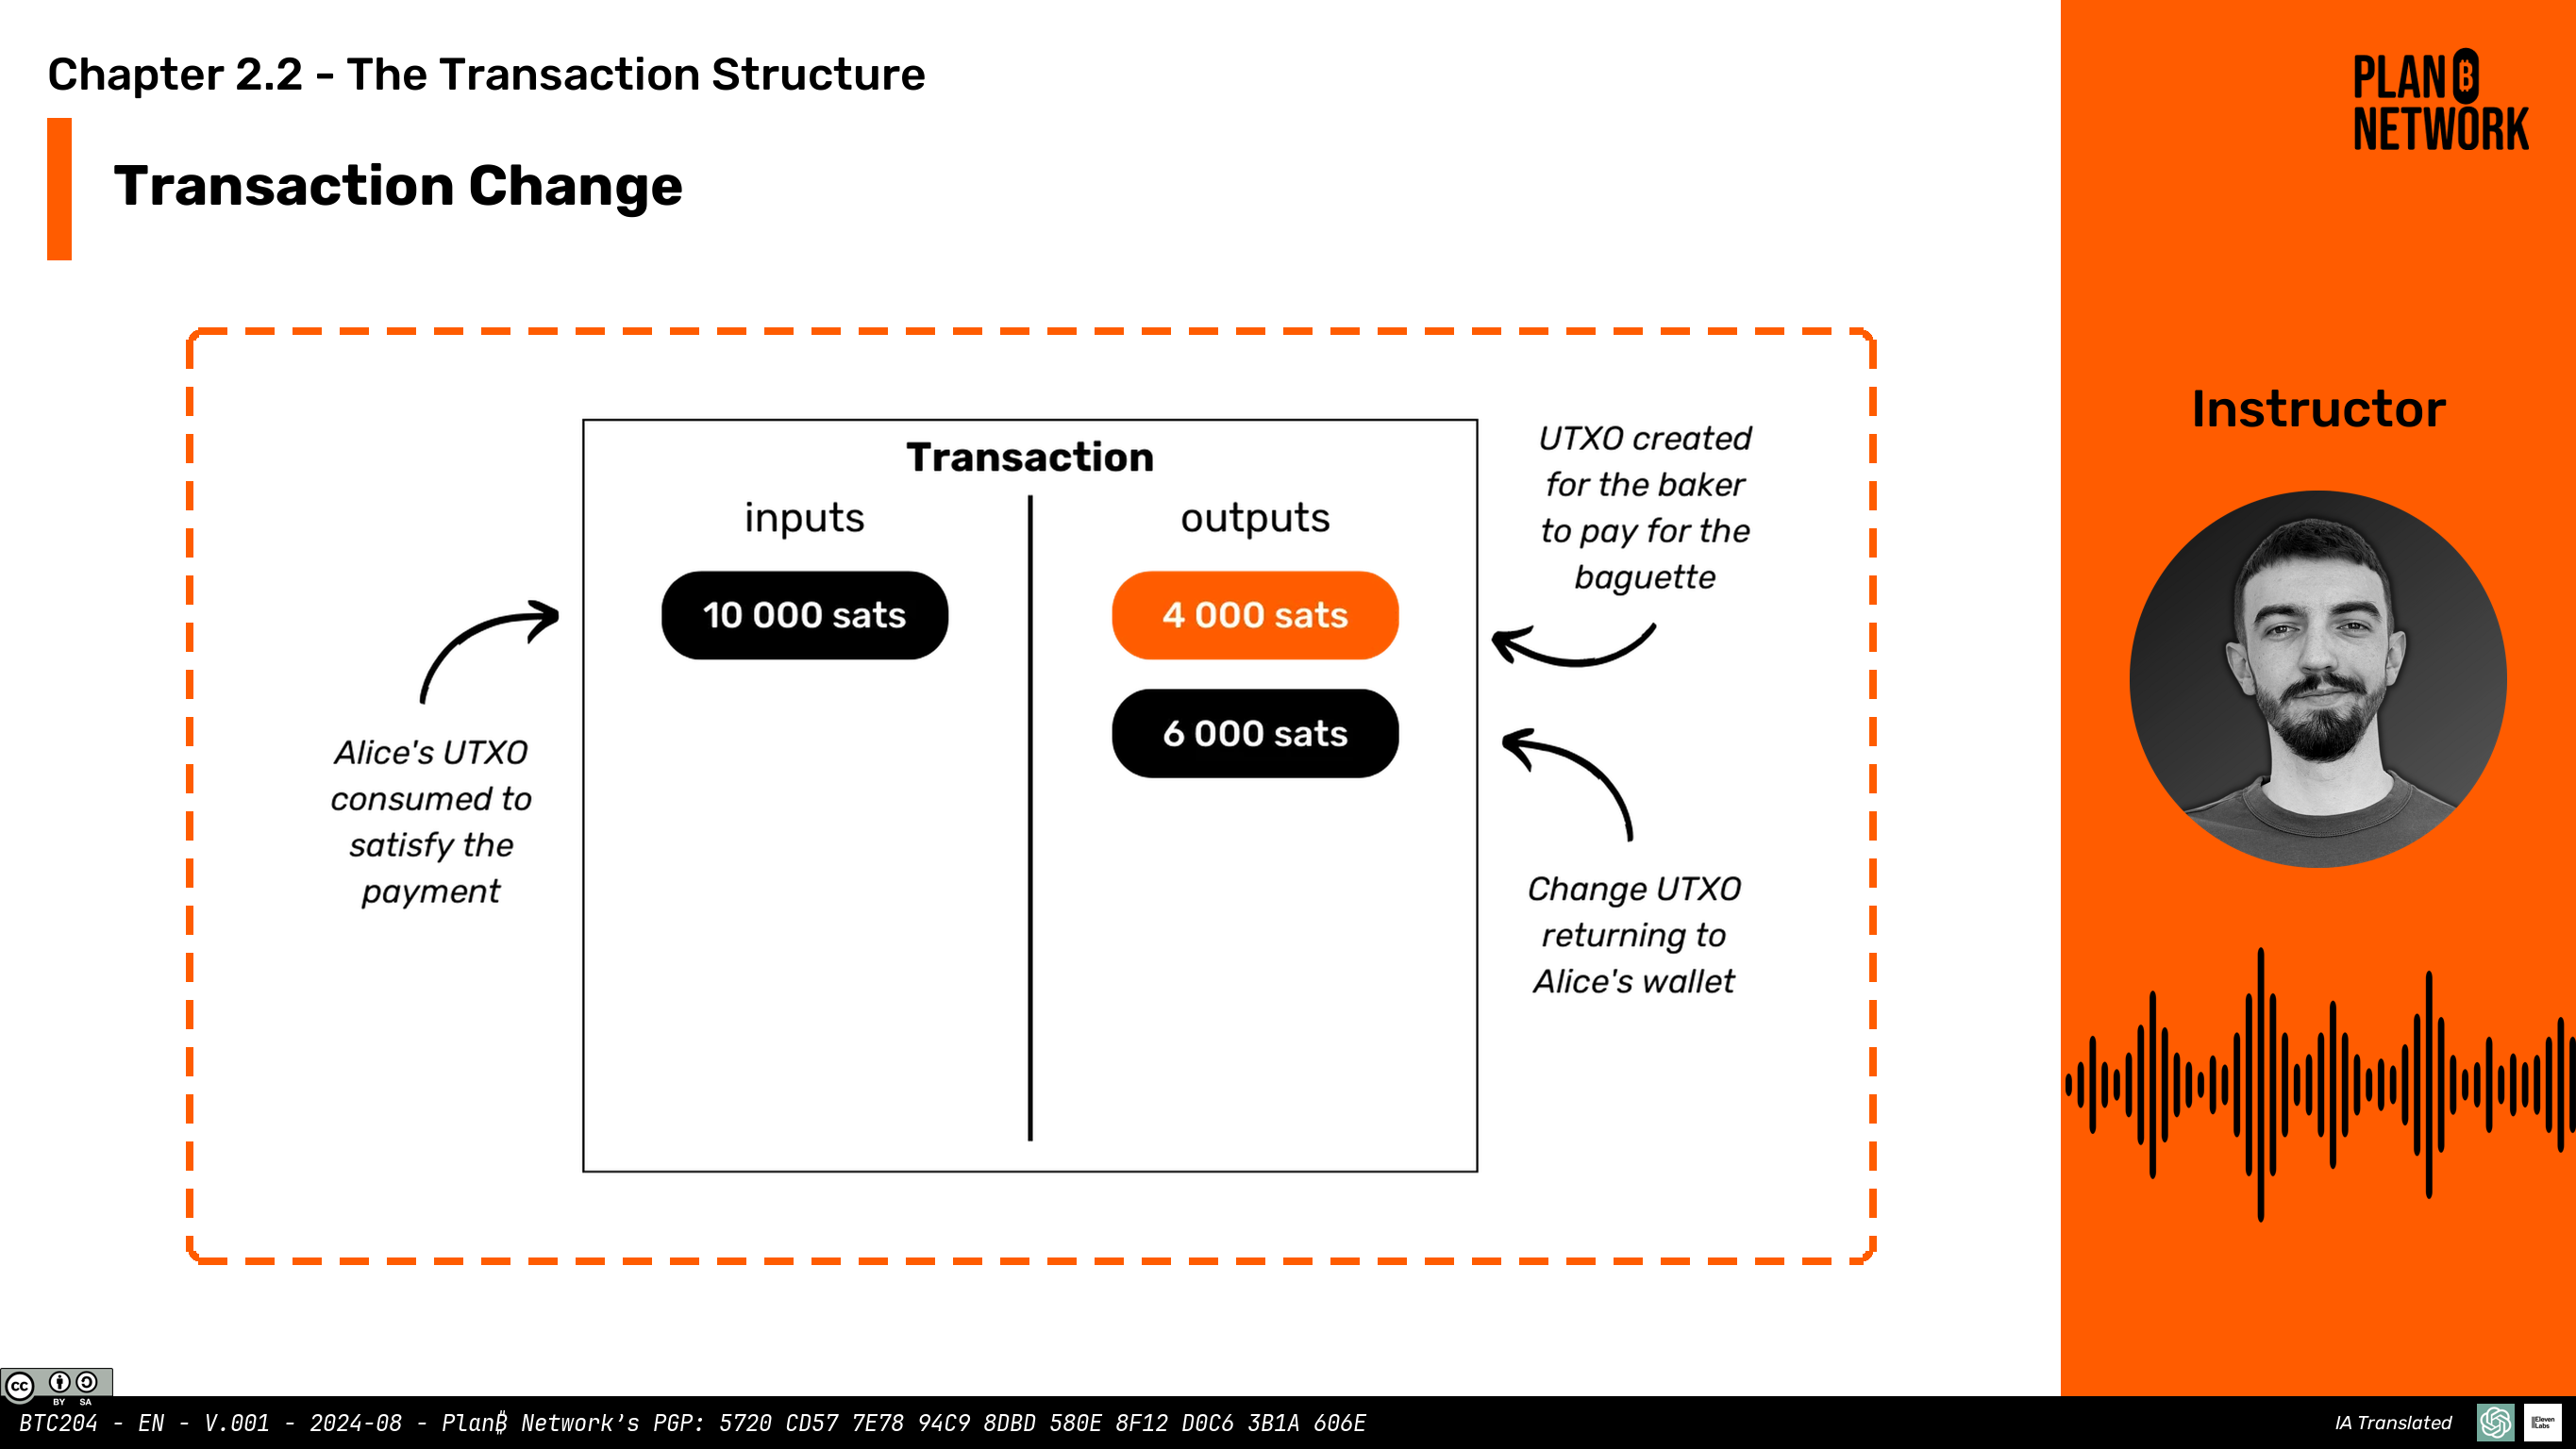 Chapter 2.2 - The Transaction Structure
PLAN ₿
NETWORK
Transaction Change
Instructor
Transaction
inputs
outputs
10 000 sats
4 000 sats
6 000 sats
UTXO created
for the baker
to pay for the
baguette
Alice's UTXO
consumed to
satisfy the
payment
Change UTXO
returning to
Alice's wallet
CC BY SA
BTC204 - EN - V.001 - 2024-08 - Plan₿ Network’s PGP: 5720 CD57 7E78 94C9 8DBD 580E 8F12 D0C6 3B1A 606E
IA Translated
IIElevenLabs